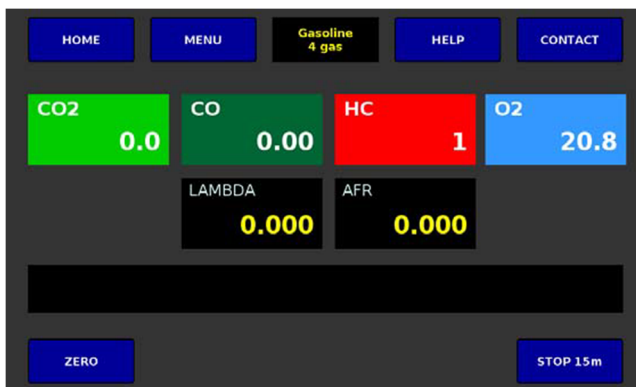 HOME MENU Gasoline HELP CONTACT
4 gas
CO2 CO HC O2
0.0 0.00 1 20.8
LAMBDA AFR
0.000 0.000
ZERO STOP 15m